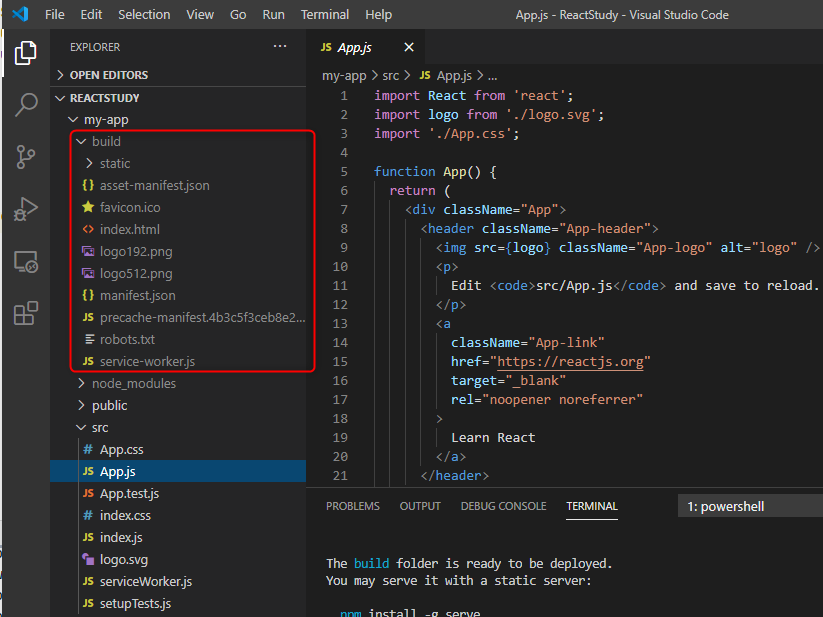 File Edit Selection View Go Run Terminal Help App.js - ReactStudy - Visual Studio Code
EXPLORER ...
OPEN EDITORS
REACTSTUDY
my-app
build
static
{} asset-manifest.json
favicon.ico
<> index.html
logo192.png
logo512.png
{} manifest.json
JS precache-manifest.4b3c5f3ceb8e2...
robots.txt
JS service-worker.js
node_modules
public
src
# App.css
JS App.js
JS App.test.js
# index.css
JS index.js
logo.svg
JS serviceWorker.js
JS setupTests.js
JS App.js ×
my-app > src > JS App.js > ...
1 import React from 'react';
2 import logo from './logo.svg';
3 import './App.css';
4
5 function App() {
6 return (
7 <div className="App">
8 <header className="App-header">
9 <img src={logo} className="App-logo" alt="logo" />
10 <p>
11 Edit <code>src/App.js</code> and save to reload.
12 </p>
13 <a
14 className="App-link"
15 href="https://reactjs.org"
16 target="_blank"
17 rel="noopener noreferrer"
18 >
19 Learn React
20 </a>
21 </header>
PROBLEMS OUTPUT DEBUG CONSOLE TERMINAL 1: powershell
The build folder is ready to be deployed.
You may serve it with a static server:
npm install -g serve